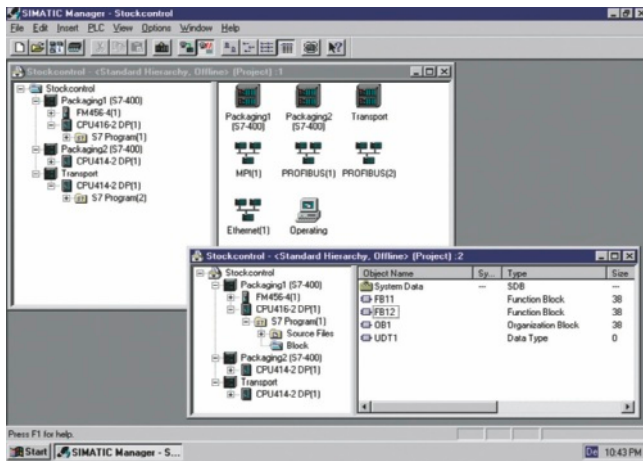 SIMATIC Manager - Stockcontrol
File Edit Insert PLC View Options Window Help
Stockcontrol - <Standard Hierarchy, Offline> (Project) :1
Stockcontrol
Packaging1 (S7-400)
FM456-4(1)
CPU416-2 DP(1)
S7 Program(1)
Packaging2 (S7-400)
CPU414-2 DP(1)
Transport
CPU414-2 DP(1)
S7 Program(2)
Packaging1 (S7-400)
Packaging2 (S7-400)
Transport
MPI(1) PROFIBUS(1) PROFIBUS(2)
Ethernet(1) Operating
Stockcontrol - <Standard Hierarchy, Offline> (Project) :2
Stockcontrol
Packaging1 (S7-400)
FM456-4(1)
CPU416-2 DP(1)
S7 Program(1)
Source Files
Block
Packaging2 (S7-400)
CPU414-2 DP(1)
Transport
CPU414-2 DP(1)
Object Name Sy... Type Size
System Data --- SDB ---
FB11 Function Block 38
FB12 Function Block 38
OB1 Organization Block 38
UDT1 Data Type 0
Press F1 for help.
Start SIMATIC Manager - S... De 10:43 PM